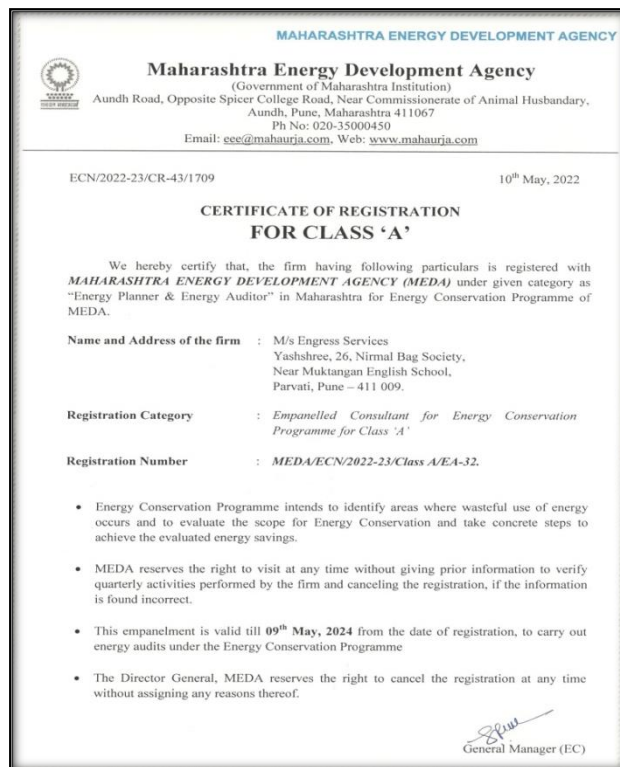 MAHARASHTRA ENERGY DEVELOPMENT AGENCY
Maharashtra Energy Development Agency
(Government of Maharashtra Institution)
Aundh Road, Opposite Spicer College Road, Near Commissionerate of Animal Husbandary,
Aundh, Pune, Maharashtra 411067
Ph No: 020-35000450
Email: eee@mahaurja.com, Web: www.mahaurja.com
ECN/2022-23/CR-43/1709
10th May, 2022
CERTIFICATE OF REGISTRATION
FOR CLASS ‘A’
We hereby certify that, the firm having following particulars is registered with
MAHARASHTRA ENERGY DEVELOPMENT AGENCY (MEDA) under given category as
“Energy Planner & Energy Auditor” in Maharashtra for Energy Conservation Programme of
MEDA.
Name and Address of the firm : M/s Engress Services
Yashshree, 26, Nirmal Bag Society,
Near Muktangan English School,
Parvati, Pune – 411 009.
Registration Category : Empanelled Consultant for Energy Conservation
Programme for Class ‘A’
Registration Number : MEDA/ECN/2022-23/Class A/EA-32.
• Energy Conservation Programme intends to identify areas where wasteful use of energy
occurs and to evaluate the scope for Energy Conservation and take concrete steps to
achieve the evaluated energy savings.
• MEDA reserves the right to visit at any time without giving prior information to verify
quarterly activities performed by the firm and canceling the registration, if the information
is found incorrect.
• This empanelment is valid till 09th May, 2024 from the date of registration, to carry out
energy audits under the Energy Conservation Programme
• The Director General, MEDA reserves the right to cancel the registration at any time
without assigning any reasons thereof.
General Manager (EC)